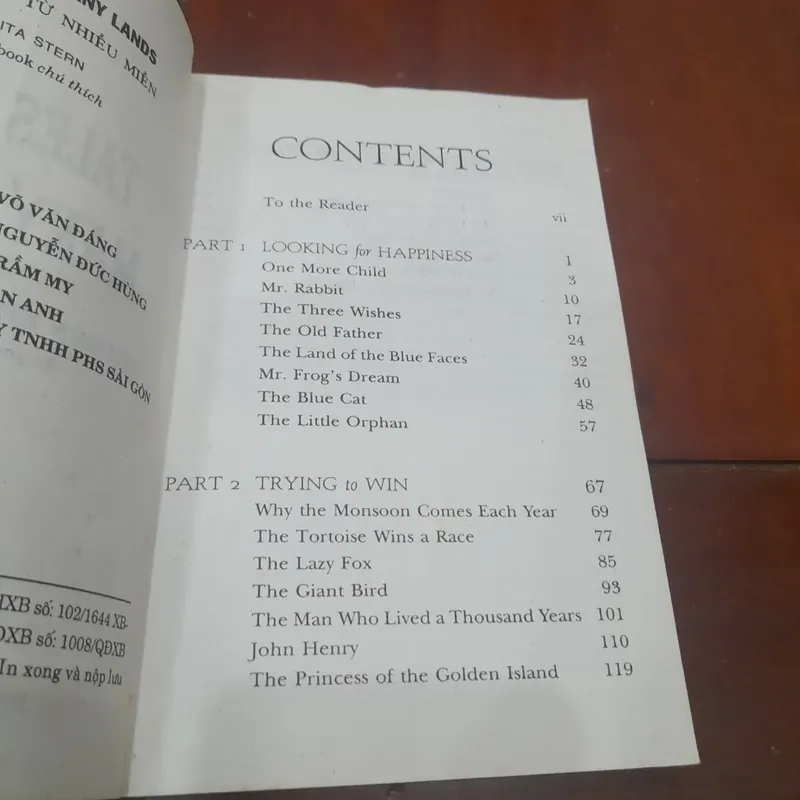 NY LANDS
TỪ NHIỀU MIỀN
ITA STERN
book chú thích
VÕ VĂN ĐÁNG
NGUYỄN ĐỨC HÙNG
TRẦM MY
N ANH
Y TNHH PHS SÀI GÒN
XB số: 102/1644 XB-
QĐXB số: 1008/QĐXB
In xong và nộp lưu
CONTENTS
To the Reader vii
PART 1 LOOKING for HAPPINESS 1
One More Child 3
Mr. Rabbit 10
The Three Wishes 17
The Old Father 24
The Land of the Blue Faces 32
Mr. Frog's Dream 40
The Blue Cat 48
The Little Orphan 57
PART 2 TRYING to WIN 67
Why the Monsoon Comes Each Year 69
The Tortoise Wins a Race 77
The Lazy Fox 85
The Giant Bird 93
The Man Who Lived a Thousand Years 101
John Henry 110
The Princess of the Golden Island 119